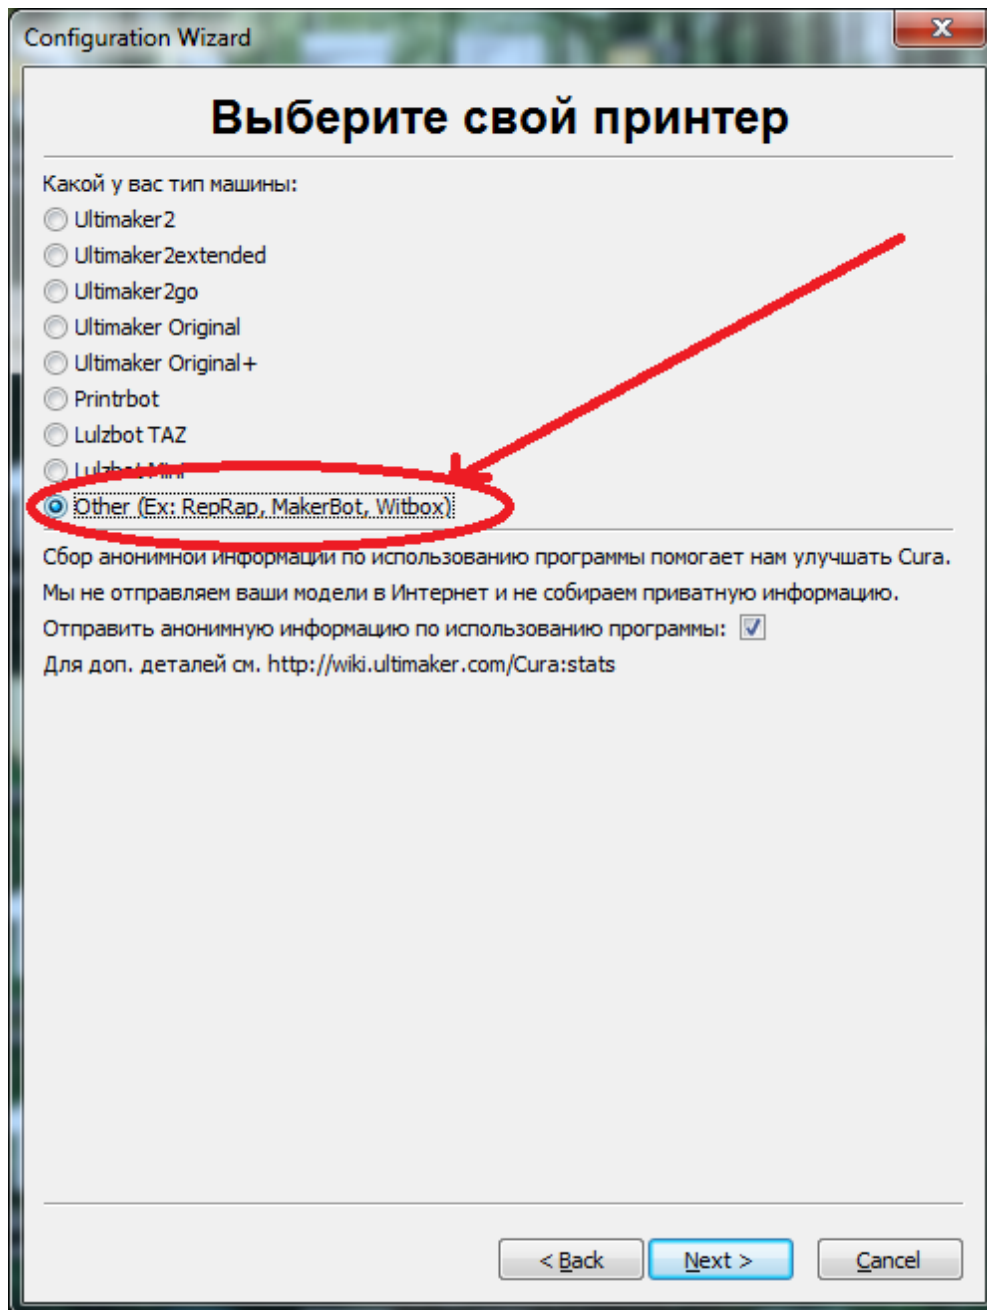 Configuration Wizard
Выберите свой принтер
Какой у вас тип машины:
Ultimaker2
Ultimaker2extended
Ultimaker2go
Ultimaker Original
Ultimaker Original+
Printrbot
Lulzbot TAZ
Lulzbot Mini
Other (Ex: RepRap, MakerBot, Witbox)
Сбор анонимной информации по использованию программы помогает нам улучшать Cura.
Мы не отправляем ваши модели в Интернет и не собираем приватную информацию.
Отправить анонимную информацию по использованию программы:
Для доп. деталей см. http://wiki.ultimaker.com/Cura:stats
< Back Next > Cancel